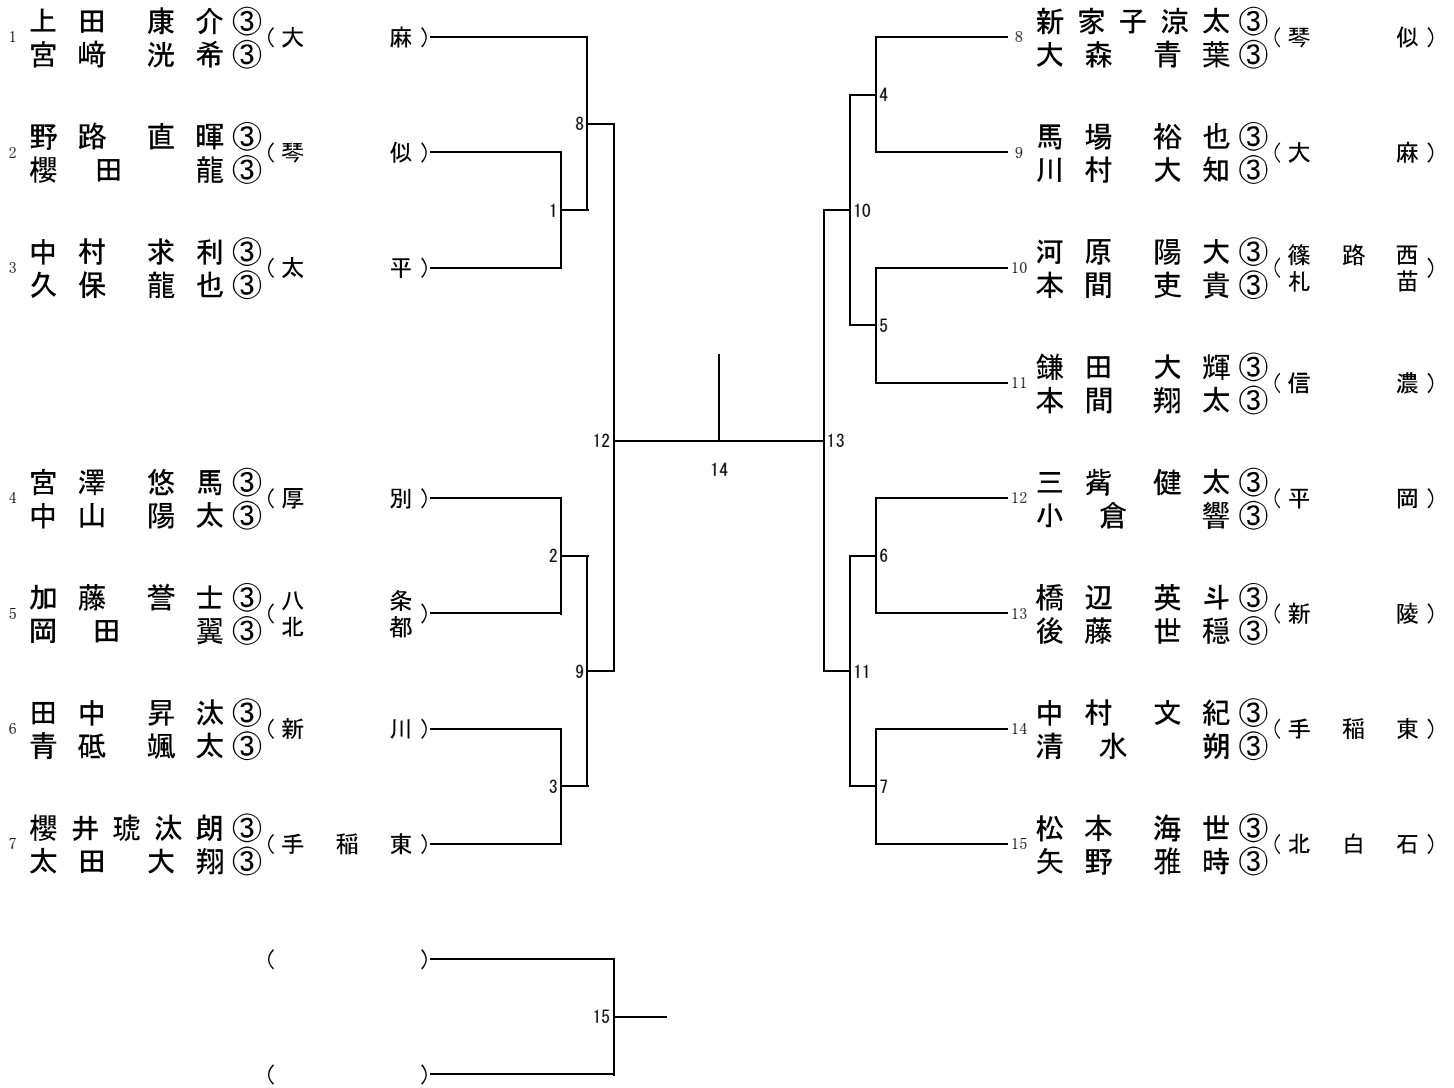 1 上田 康介③(大 麻)
宮﨑 洸希③
2 野路 直暉③(琴 似)
櫻田 龍③
3 中村 求利③(太 平)
久保 龍也③
4 宮澤 悠馬③(厚 別)
中山 陽太③
5 加藤 誉士③(八 条)
岡田 翼③(北 都)
6 田中 昇汰③(新 川)
青砥 颯太③
7 櫻井琥汰朗③(手稲東)
太田 大翔③
8
1
12
2
9
3
14
( )
15
( )
4
10
5
13
6
11
7
8 新家子涼太③(琴 似)
大森 青葉③
9 馬場 裕也③(大 麻)
川村 大知③
10 河原 陽大③(篠路西)
本間 吏貴③(札 苗)
11 鎌田 大輝③(信 濃)
本間 翔太③
12 三觜 健太③(平 岡)
小倉 響③
13 橋辺 英斗③(新 陵)
後藤 世穏③
14 中村 文紀③(手稲東)
清水 朔③
15 松本 海世③(北白石)
矢野 雅時③